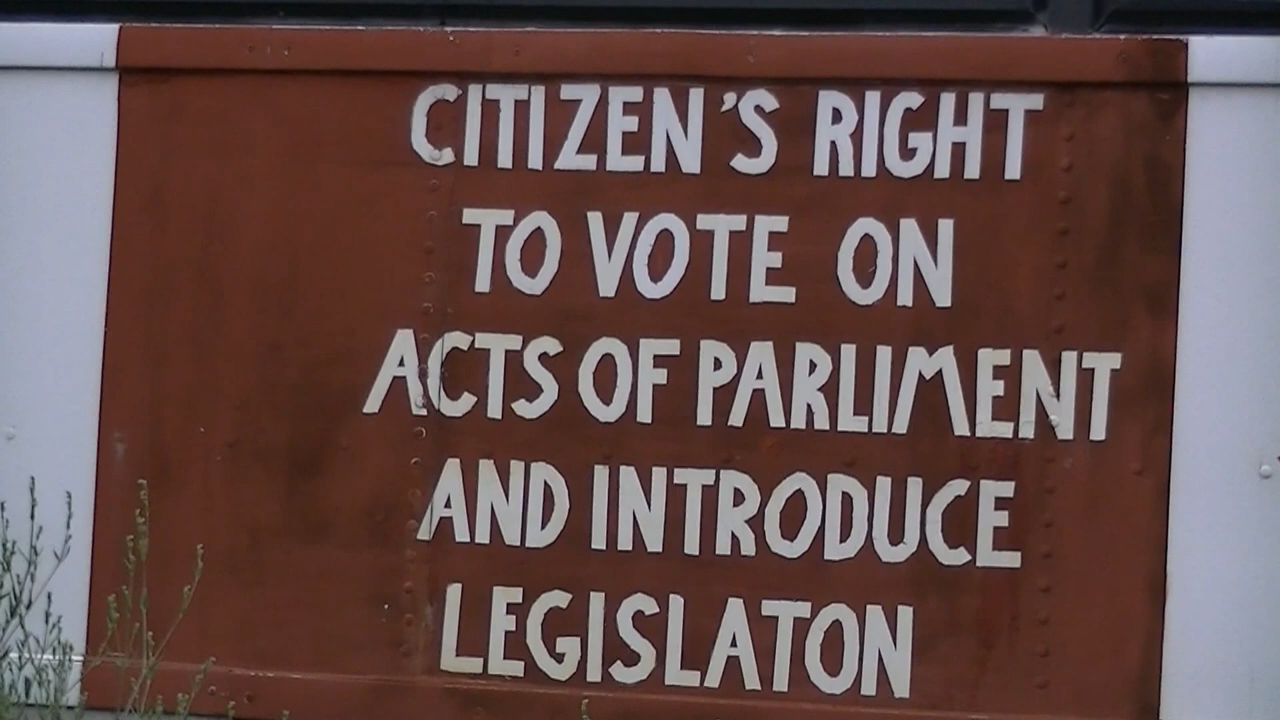 CITIZEN'S RIGHT
TO VOTE ON
ACTS OF PARLIMENT
AND INTRODUCE
LEGISLATON